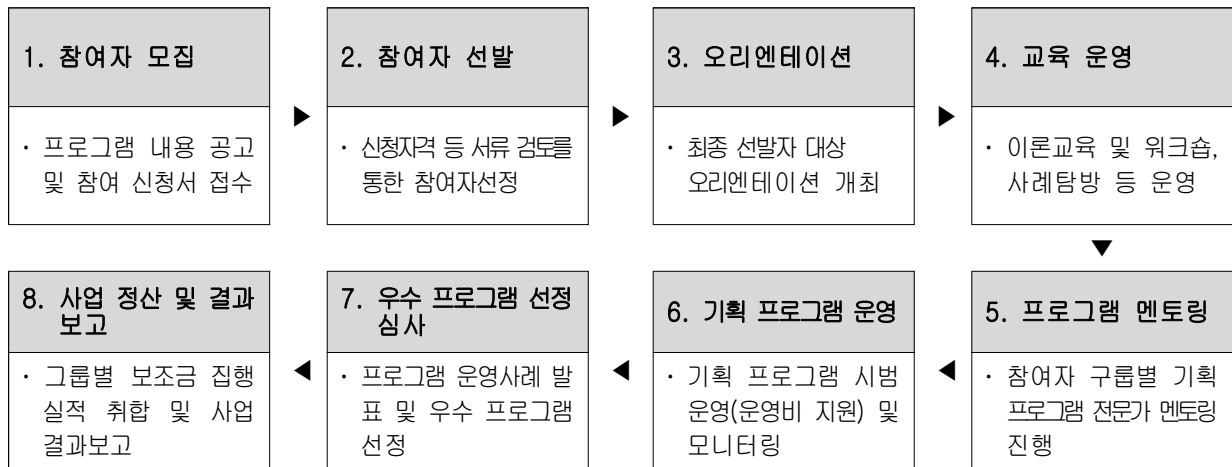 1. 참여자 모집
· 프로그램 내용 공고
및 참여 신청서 접수
▶
2. 참여자 선발
· 신청자격 등 서류 검토를
통한 참여자선정
▶
3. 오리엔테이션
· 최종 선발자 대상
오리엔테이션 개최
▶
4. 교육 운영
· 이론교육 및 워크숍,
사례탐방 등 운영
▼
5. 프로그램 멘토링
· 참여자 구룹별 기획
프로그램 전문가 멘토링
진행
◀
6. 기획 프로그램 운영
· 기획 프로그램 시범
운영(운영비 지원) 및
모니터링
◀
7. 우수 프로그램 선정
심사
· 프로그램 운영사례 발
표 및 우수 프로그램
선정
◀
8. 사업 정산 및 결과
보고
· 그룹별 보조금 집행
실적 취합 및 사업
결과보고